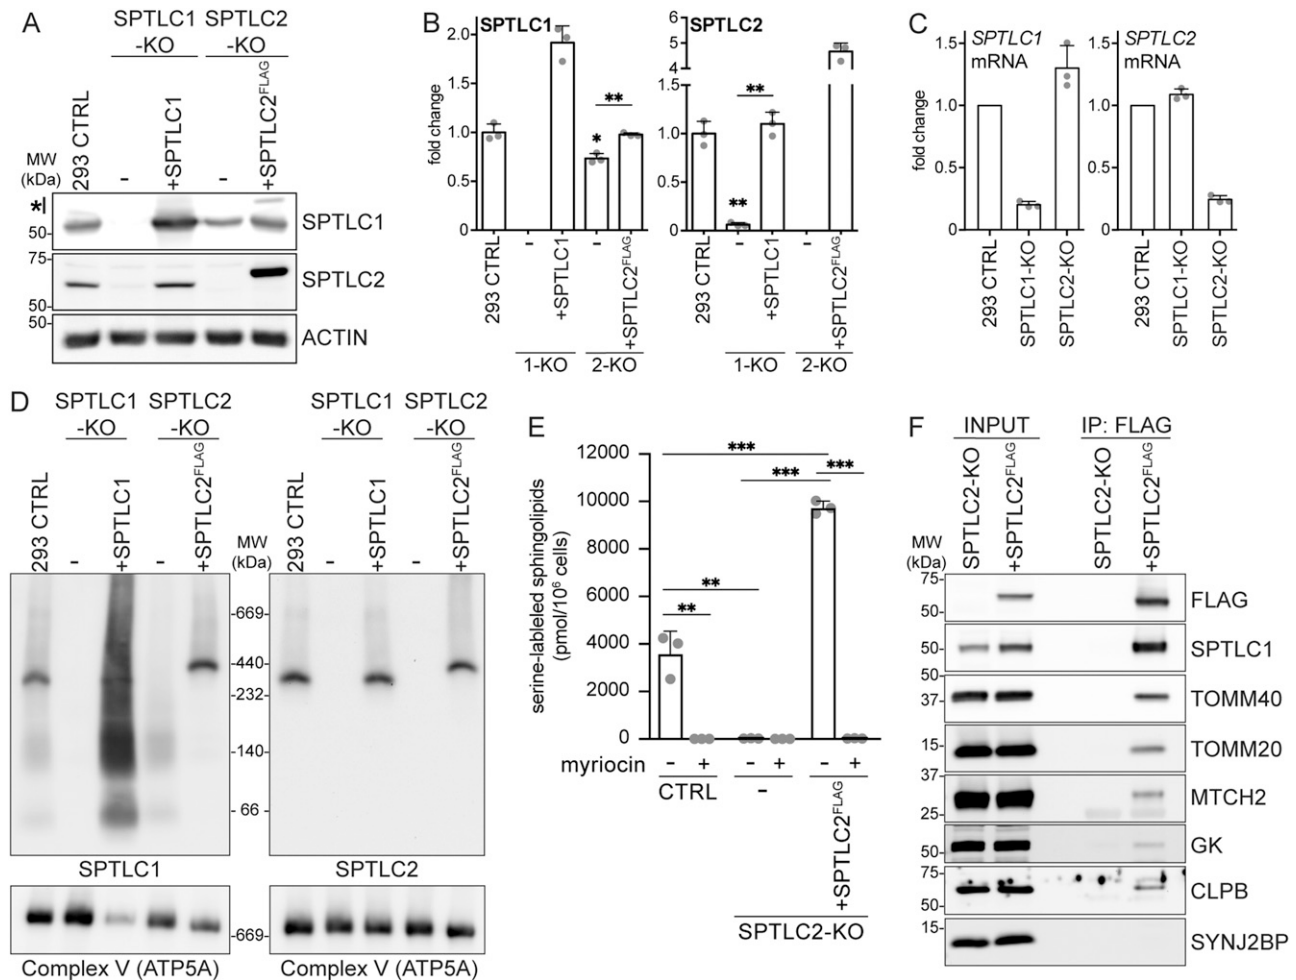 A
SPTLC1 SPTLC2
-KO -KO
MW
(kDa)
293 CTRL
-
+SPTLC1
-
+SPTLC2FLAG
*
50-
SPTLC1
75-
SPTLC2
50-
50-
ACTIN
B
SPTLC1
fold change
2.0
1.5
1.0
0.5
0
*
**
293 CTRL
-
+SPTLC1
-
+SPTLC2FLAG
1-KO 2-KO
SPTLC2
6
5
4
1.5
1.0
0.5
0
**
**
293 CTRL
-
+SPTLC1
-
+SPTLC2FLAG
1-KO 2-KO
C
SPTLC1
mRNA
fold change
1.5
1.0
0.5
0
293 CTRL
SPTLC1-KO
SPTLC2-KO
SPTLC2
mRNA
1.5
1.0
0.5
0
293 CTRL
SPTLC1-KO
SPTLC2-KO
D
SPTLC1 SPTLC2
-KO -KO
293 CTRL
-
+SPTLC1
-
+SPTLC2FLAG
MW
(kDa)
-669-
-440-
-232-
-140-
- 66 -
SPTLC1
-669-
Complex V (ATP5A)
SPTLC1 SPTLC2
-KO -KO
293 CTRL
-
+SPTLC1
-
+SPTLC2FLAG
SPTLC2
Complex V (ATP5A)
E
serine-labeled sphingolipids
(pmol/10⁶ cells)
12000
10000
8000
6000
4000
2000
0
***
***
***
**
**
myriocin - + - + - +
CTRL
-
+SPTLC2FLAG
SPTLC2-KO
F
INPUT IP: FLAG
MW
(kDa)
SPTLC2-KO
+SPTLC2FLAG
SPTLC2-KO
+SPTLC2FLAG
75-
50-
FLAG
50-
SPTLC1
50-
37-
TOMM40
15-
TOMM20
37-
25-
MTCH2
50-
GK
75-
50-
CLPB
15-
SYNJ2BP